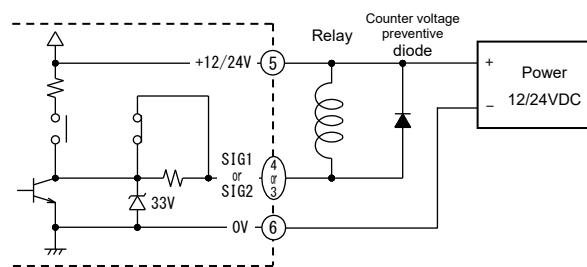 Counter voltage
preventive
diode
Relay
+12/24V
5
+
Power
12/24VDC
−
SIG1
or
SIG2
4
or
3
33V
0V
6